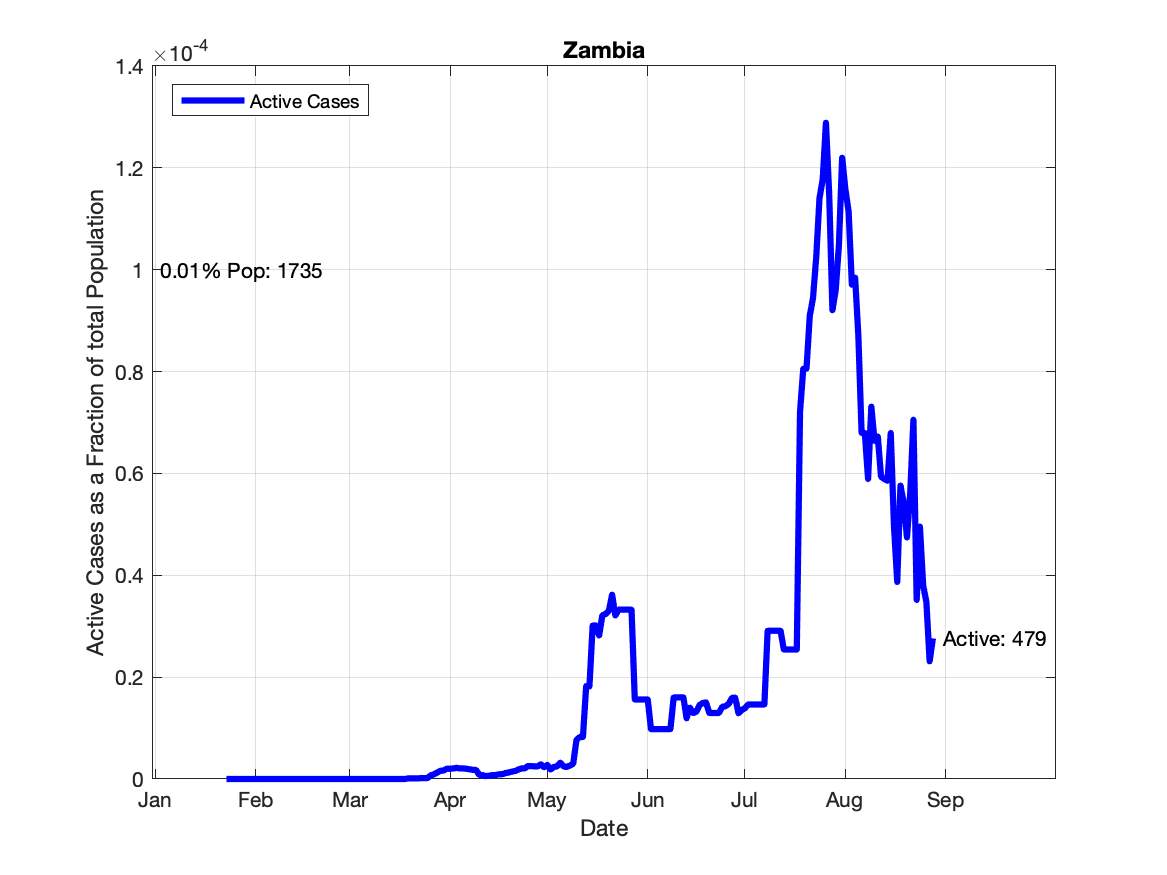 Zambia
×10-4
Active Cases
1.4
1.2
1
0.8
0.6
0.4
0.2
0
0.01% Pop: 1735
Active: 479
Active Cases as a Fraction of total Population
Jan Feb Mar Apr May Jun Jul Aug Sep
Date